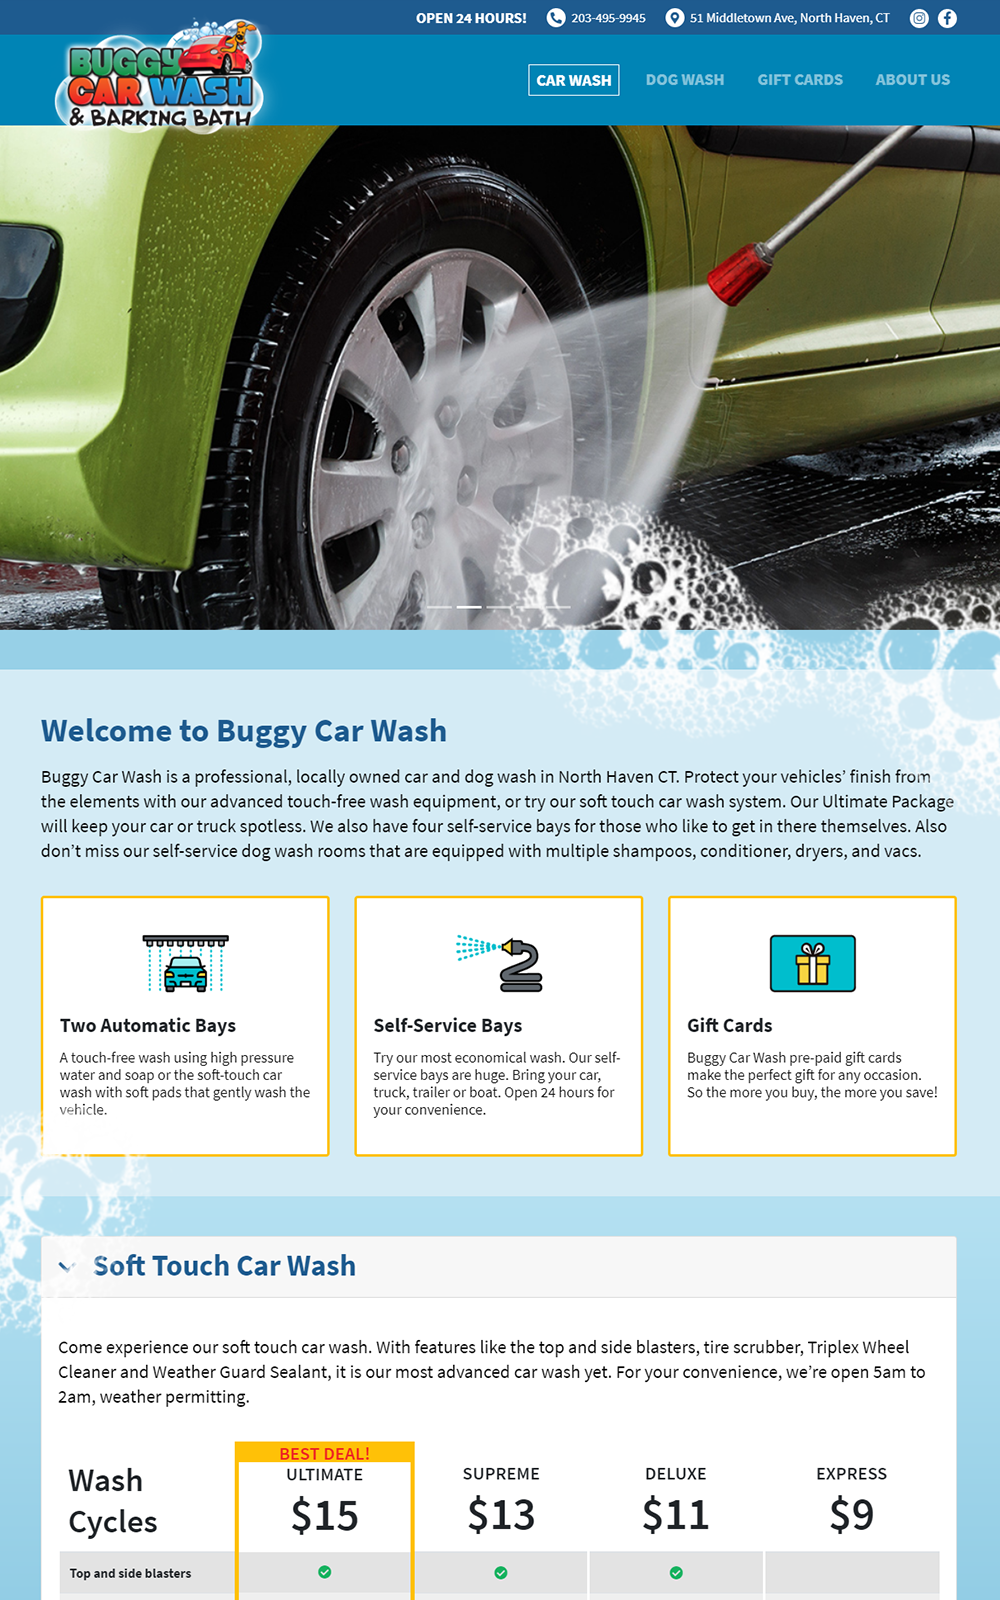 OPEN 24 HOURS! 203-495-9945 51 Middletown Ave, North Haven, CT
BUGGY
CAR WASH
& BARKING BATH
CAR WASH DOG WASH GIFT CARDS ABOUT US
Welcome to Buggy Car Wash
Buggy Car Wash is a professional, locally owned car and dog wash in North Haven CT. Protect your vehicles’ finish from
the elements with our advanced touch-free wash equipment, or try our soft touch car wash system. Our Ultimate Package
will keep your car or truck spotless. We also have four self-service bays for those who like to get in there themselves. Also
don’t miss our self-service dog wash rooms that are equipped with multiple shampoos, conditioner, dryers, and vacs.
Two Automatic Bays
A touch-free wash using high pressure
water and soap or the soft-touch car
wash with soft pads that gently wash the
vehicle.
Self-Service Bays
Try our most economical wash. Our self-
service bays are huge. Bring your car,
truck, trailer or boat. Open 24 hours for
your convenience.
Gift Cards
Buggy Car Wash pre-paid gift cards
make the perfect gift for any occasion.
So the more you buy, the more you save!
Soft Touch Car Wash
Come experience our soft touch car wash. With features like the top and side blasters, tire scrubber, Triplex Wheel
Cleaner and Weather Guard Sealant, it is our most advanced car wash yet. For your convenience, we’re open 5am to
2am, weather permitting.
Wash
Cycles
BEST DEAL!
ULTIMATE
$15
SUPREME
$13
DELUXE
$11
EXPRESS
$9
Top and side blasters